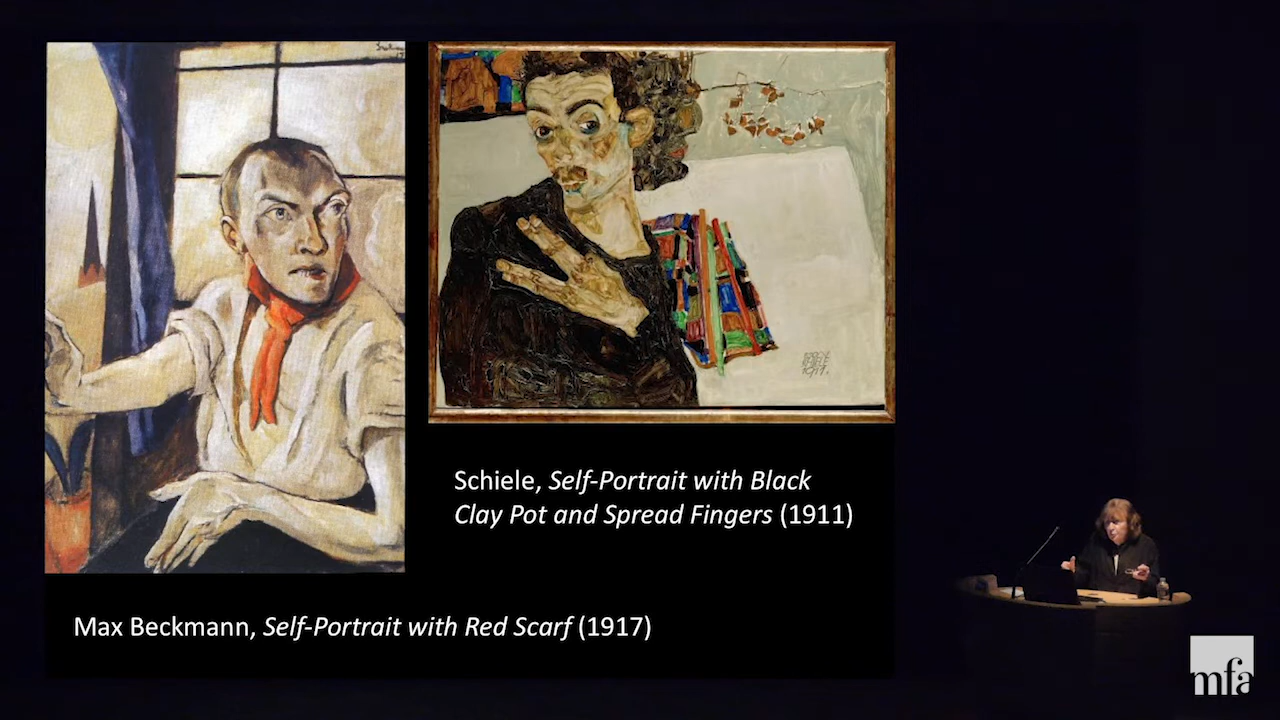 Schiele, Self-Portrait with Black
Clay Pot and Spread Fingers (1911)
Max Beckmann, Self-Portrait with Red Scarf (1917)
mfa